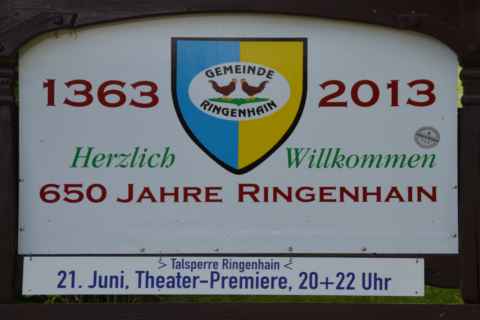 GEMEINDE
RINGENHAIN
1363 2013
Herzlich Willkommen
650 JAHRE RINGENHAIN
> Talsperre Ringenhain <
21. Juni, Theater-Premiere, 20+22 Uhr